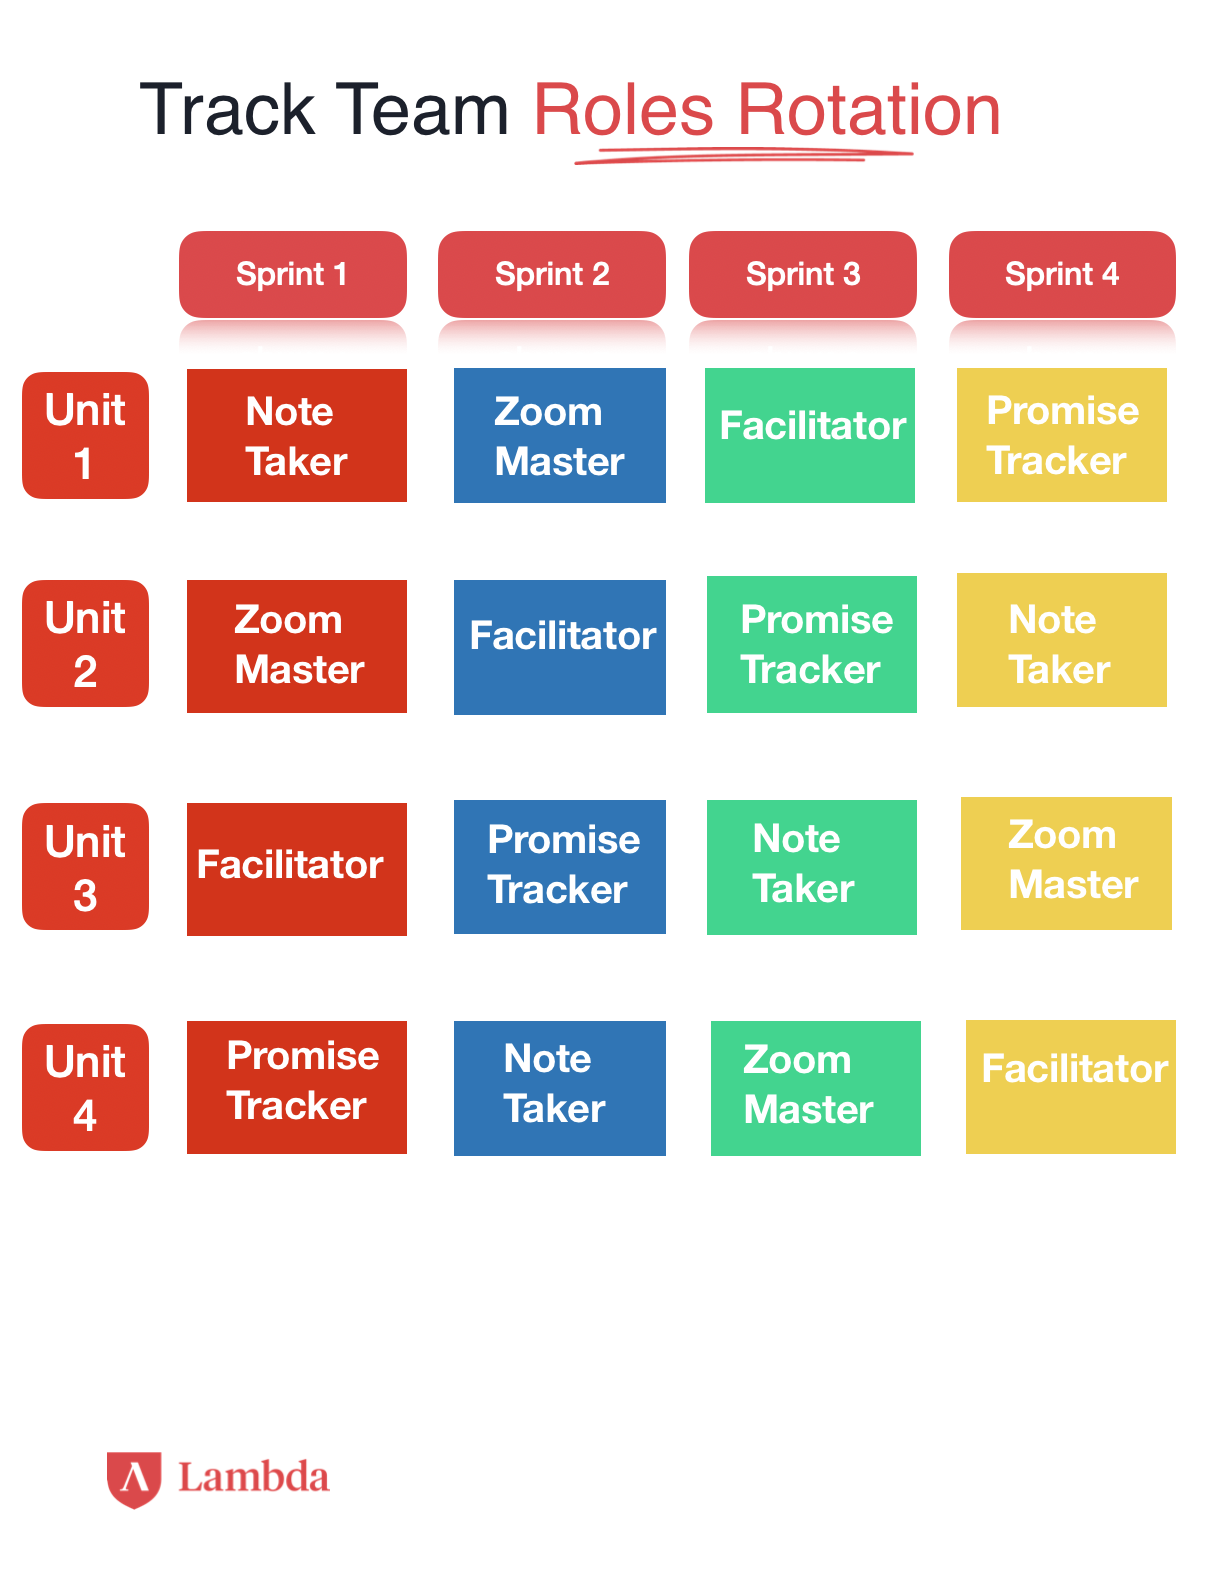 Track Team Roles Rotation
Sprint 1
Sprint 2
Sprint 3
Sprint 4
Unit
1
Note
Taker
Zoom
Master
Facilitator
Promise
Tracker
Unit
2
Zoom
Master
Facilitator
Promise
Tracker
Note
Taker
Unit
3
Facilitator
Promise
Tracker
Note
Taker
Zoom
Master
Unit
4
Promise
Tracker
Note
Taker
Zoom
Master
Facilitator
Lambda